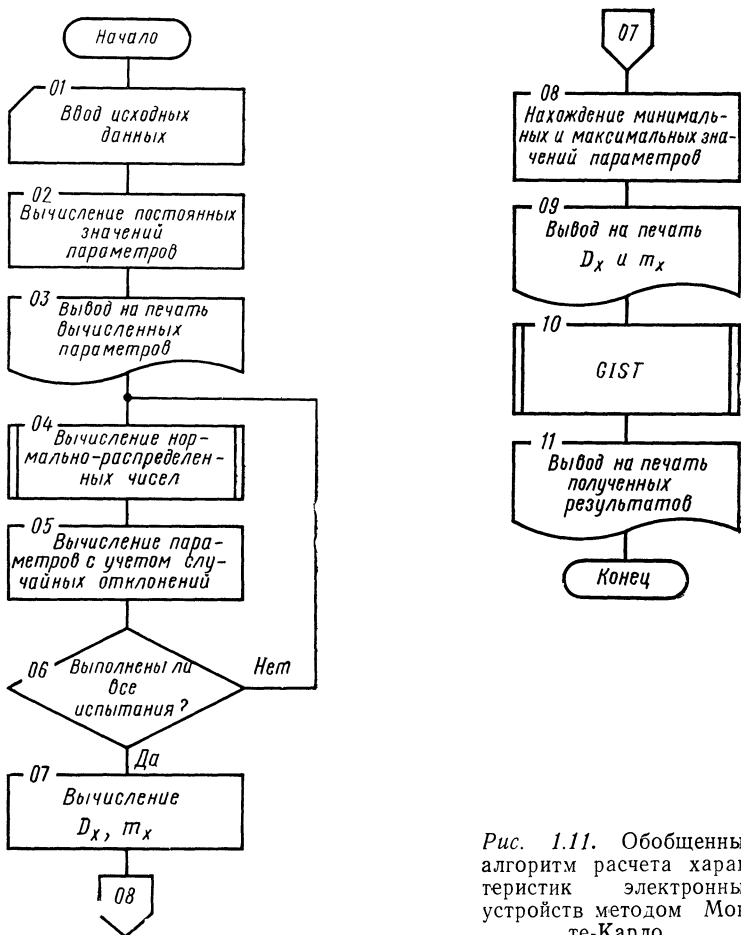 Начало
01
Ввод исходных
данных
02
Вычисление постоянных
значений
параметров
03
Вывод на печать
вычисленных
параметров
04
Вычисление нор-
мально-распределен-
ных чисел
05
Вычисление пара-
метров с учетом слу-
чайных отклонений
06
Выполнены ли
все
испытания?
Нет
Да
07
Вычисление
Dx, mx
08
07
08
Нахождение минималь-
ных и максимальных зна-
чений параметров
09
Вывод на печать
Dx и mx
10
GIST
11
Вывод на печать
полученных
результатов
Конец
Рис. 1.11. Обобщенны
алгоритм расчета харак
теристик электронны
устройств методом Мон
те-Карло